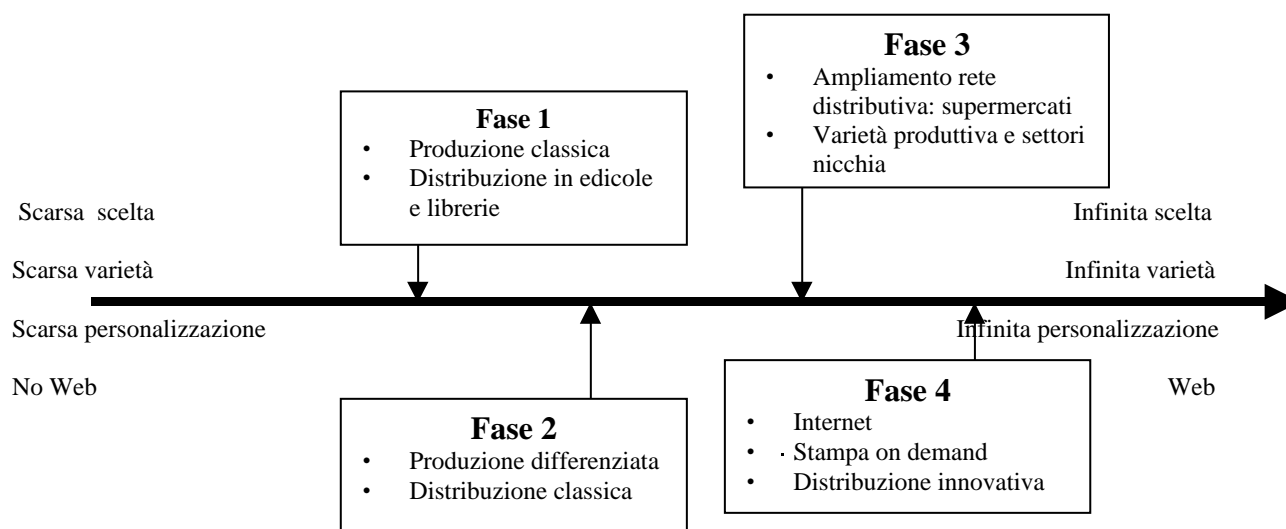 Fase 3
• Ampliamento rete
distributiva: supermercati
• Varietà produttiva e settori
nicchia
Fase 1
• Produzione classica
• Distribuzione in edicole
e librerie
Scarsa scelta
Infinita scelta
Scarsa varietà
Infinita varietà
Scarsa personalizzazione
Infinita personalizzazione
No Web
Web
Fase 2
• Produzione differenziata
• Distribuzione classica
Fase 4
• Internet
• Stampa on demand
• Distribuzione innovativa